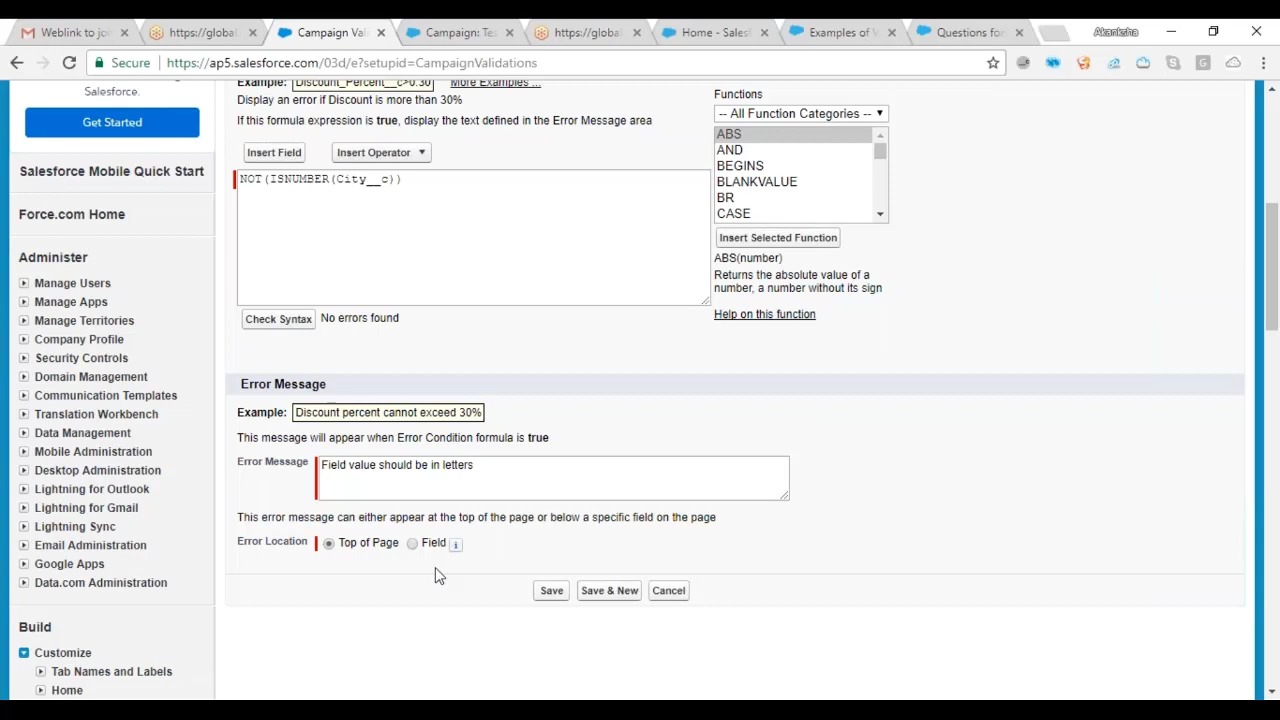 Weblink to jo
https://global.
Campaign Val
Campaign: Tes
https://global
Home - Sales
Examples of V
Questions for
Akanksha
Secure https://ap5.salesforce.com/03d/e?setupid=CampaignValidations
Salesforce.
Get Started
Salesforce Mobile Quick Start
Force.com Home
Administer
Manage Users
Manage Apps
Manage Territories
Company Profile
Security Controls
Domain Management
Communication Templates
Translation Workbench
Data Management
Mobile Administration
Desktop Administration
Lightning for Outlook
Lightning for Gmail
Lightning Sync
Email Administration
Google Apps
Data.com Administration
Build
Customize
Tab Names and Labels
Home
Example: Discount_Percent__c>0.30 More Examples ...
Display an error if Discount is more than 30%
If this formula expression is true, display the text defined in the Error Message area
Insert Field Insert Operator
NOT(ISNUMBER(City__c))
Check Syntax No errors found
Functions
-- All Function Categories --
ABS
AND
BEGINS
BLANKVALUE
BR
CASE
Insert Selected Function
ABS(number)
Returns the absolute value of a
number, a number without its sign
Help on this function
Error Message
Example: Discount percent cannot exceed 30%
This message will appear when Error Condition formula is true
Error Message Field value should be in letters
This error message can either appear at the top of the page or below a specific field on the page
Error Location Top of Page Field i
Save Save & New Cancel